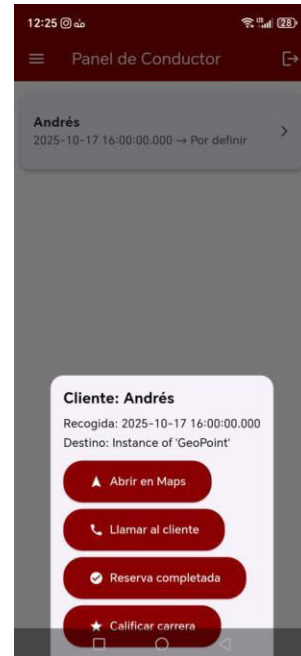 12:25
28
Panel de Conductor
Andrés
2025-10-17 16:00:00.000 → Por definir
Cliente: Andrés
Recogida: 2025-10-17 16:00:00.000
Destino: Instance of 'GeoPoint'
Abrir en Maps
Llamar al cliente
Reserva completada
Calificar carrera